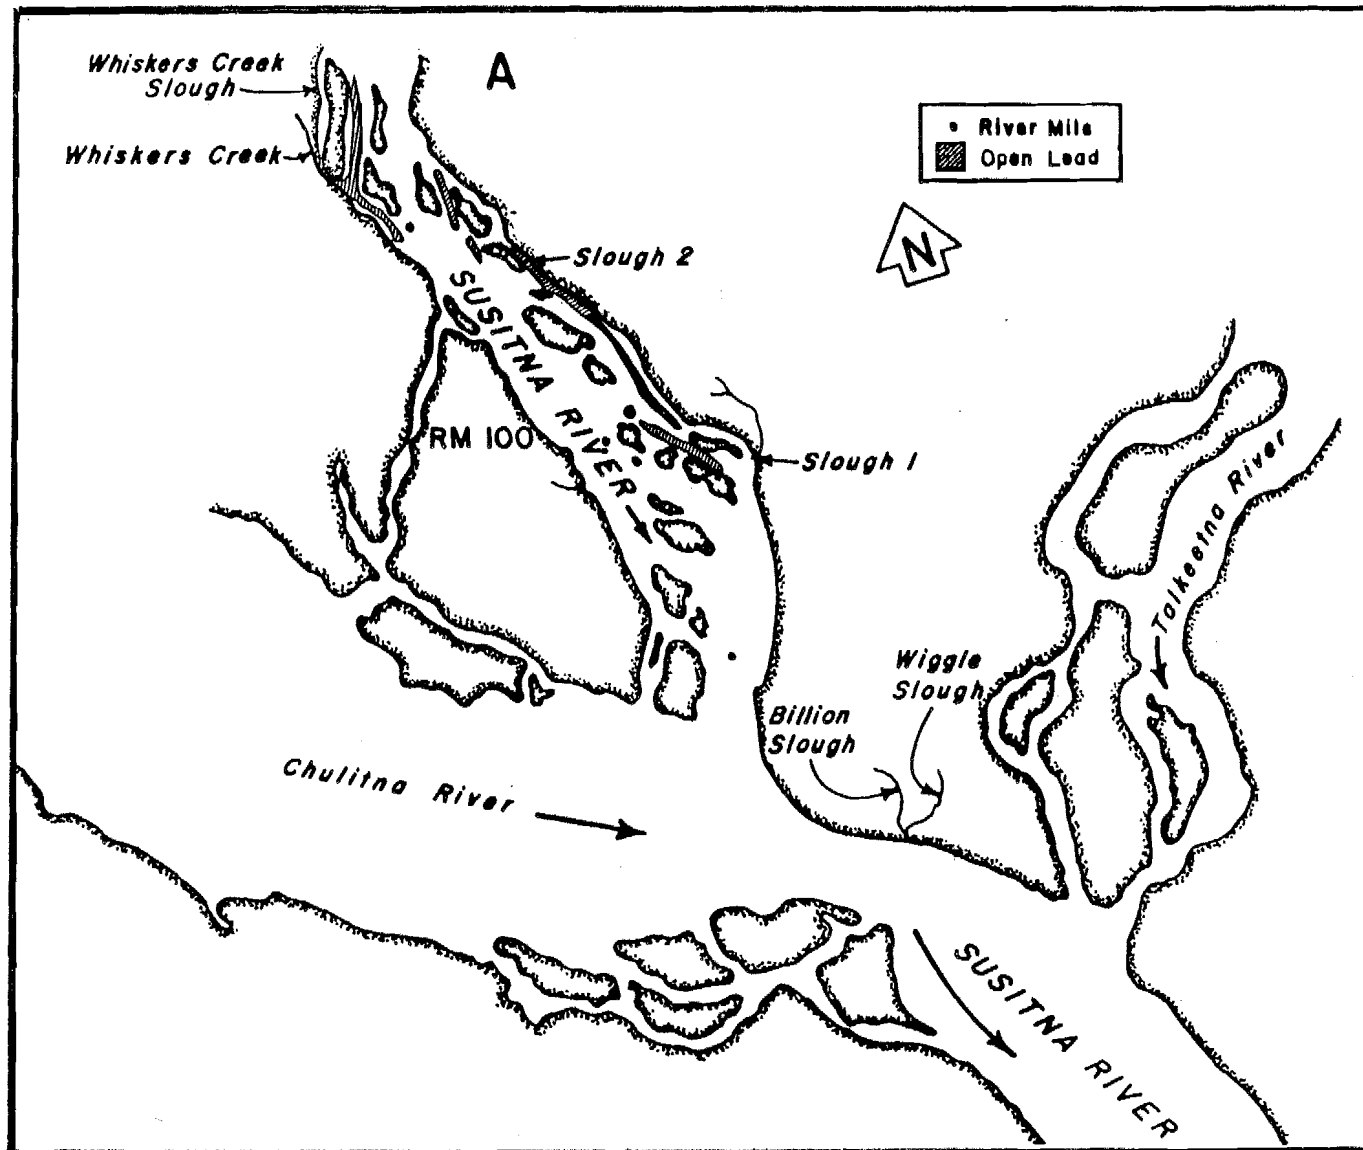 Whiskers Creek
Slough
A
Whiskers Creek
River Mile
Open Lead
N
Slough 2
SUSITNA RIVER
RM 100
Slough 1
Talkeetna River
Wiggle
Slough
Billion
Slough
Chulitna River
SUSITNA RIVER